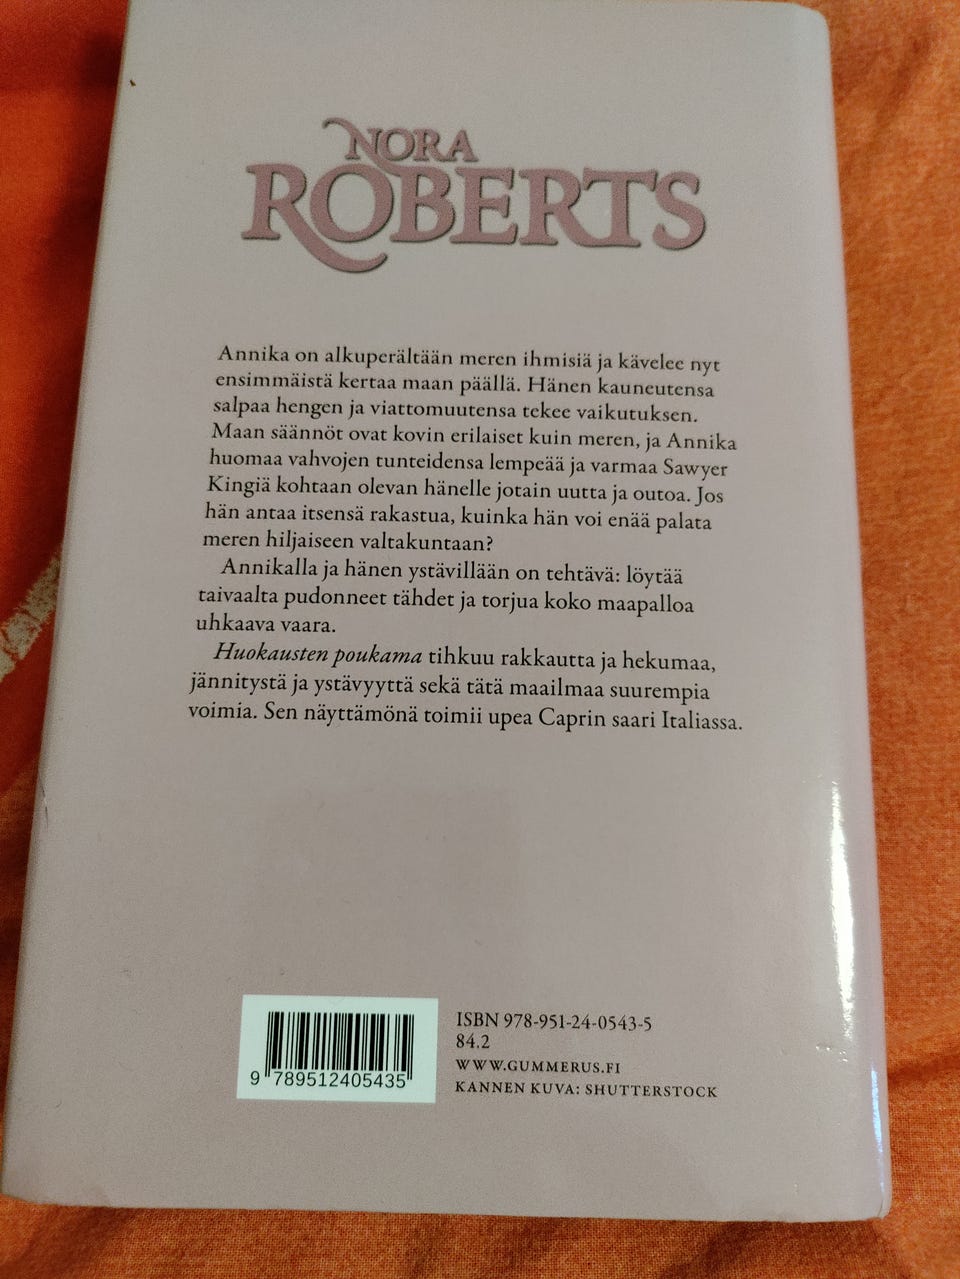 NORA
ROBERTS
Annika on alkuperältään meren ihmisiä ja kävelee nyt
ensimmäistä kertaa maan päällä. Hänen kauneutensa
salpaa hengen ja viattomuutensa tekee vaikutuksen.
Maan säännöt ovat kovin erilaiset kuin meren, ja Annika
huomaa vahvojen tunteidensa lempeää ja varmaa Sawyer
Kingiä kohtaan olevan hänelle jotain uutta ja outoa. Jos
hän antaa itsensä rakastua, kuinka hän voi enää palata
meren hiljaiseen valtakuntaan?
Annikalla ja hänen ystävillään on tehtävä: löytää
taivaalta pudonneet tähdet ja torjua koko maapalloa
uhkaava vaara.
Huokausten poukama tihkuu rakkautta ja hekumaa,
jännitystä ja ystävyyttä sekä tätä maailmaa suurempia
voimia. Sen näyttämönä toimii upea Caprin saari Italiassa.
ISBN 978-951-24-0543-5
84.2
WWW.GUMMERUS.FI
KANNEN KUVA: SHUTTERSTOCK
9 789512 405435